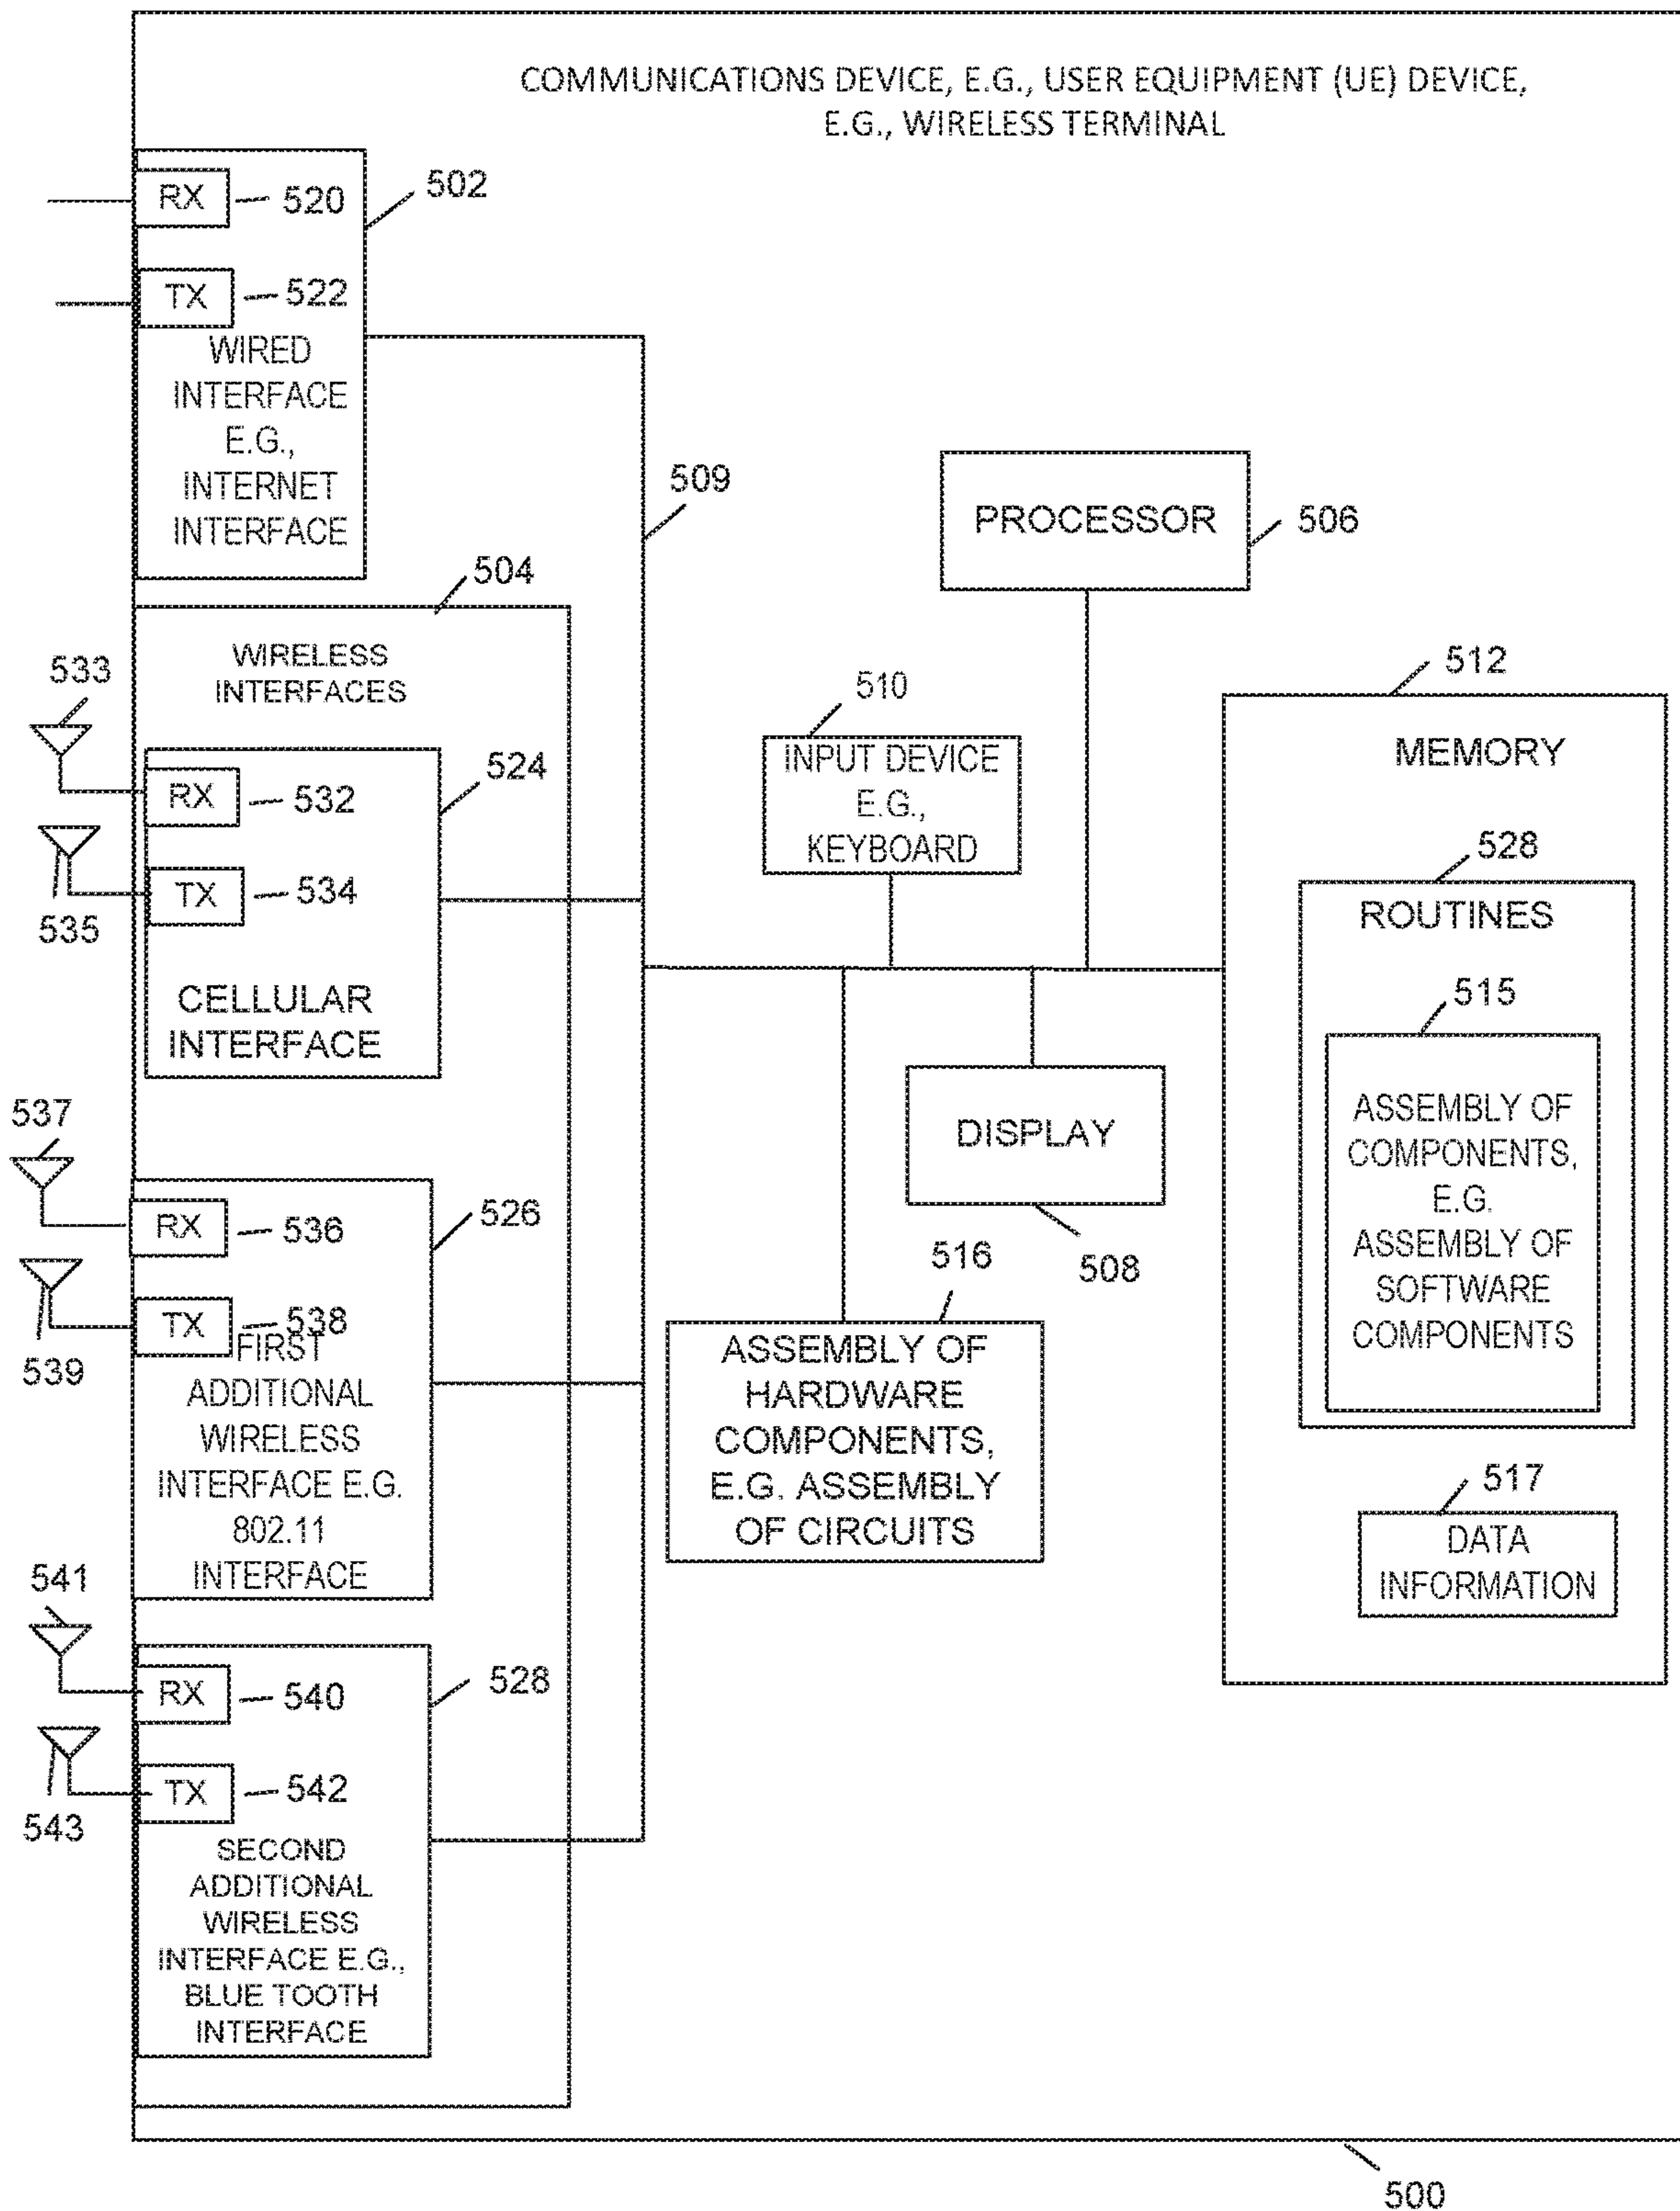 COMMUNICATIONS DEVICE, E.G., USER EQUIPMENT (UE) DEVICE,
E.G., WIRELESS TERMINAL
RX
520
502
TX
522
WIRED
INTERFACE
E.G.,
INTERNET
INTERFACE
504
WIRELESS
INTERFACES
533
RX
532
524
535
TX
534
CELLULAR
INTERFACE
537
RX
536
526
539
TX
538
FIRST
ADDITIONAL
WIRELESS
INTERFACE E.G.
802.11
INTERFACE
541
RX
540
528
543
TX
542
SECOND
ADDITIONAL
WIRELESS
INTERFACE E.G.,
BLUE TOOTH
INTERFACE
509
PROCESSOR
506
510
INPUT DEVICE
E.G.,
KEYBOARD
DISPLAY
508
516
ASSEMBLY OF
HARDWARE
COMPONENTS,
E.G. ASSEMBLY
OF CIRCUITS
512
MEMORY
528
ROUTINES
515
ASSEMBLY OF
COMPONENTS,
E.G.
ASSEMBLY OF
SOFTWARE
COMPONENTS
517
DATA
INFORMATION
500